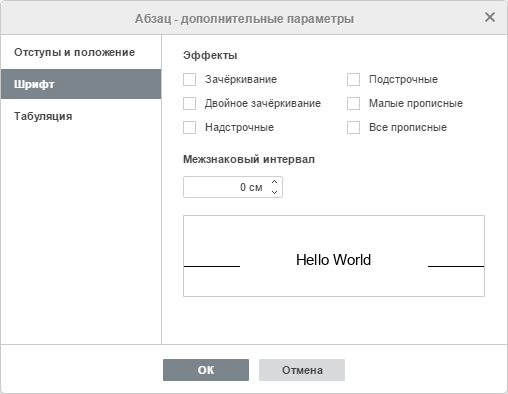 Абзац - дополнительные параметры
Отступы и положение
Шрифт
Табуляция
Эффекты
Зачёркивание
Подстрочные
Двойное зачёркивание
Малые прописные
Надстрочные
Все прописные
Межзнаковый интервал
0 см
Hello World
ОК
Отмена